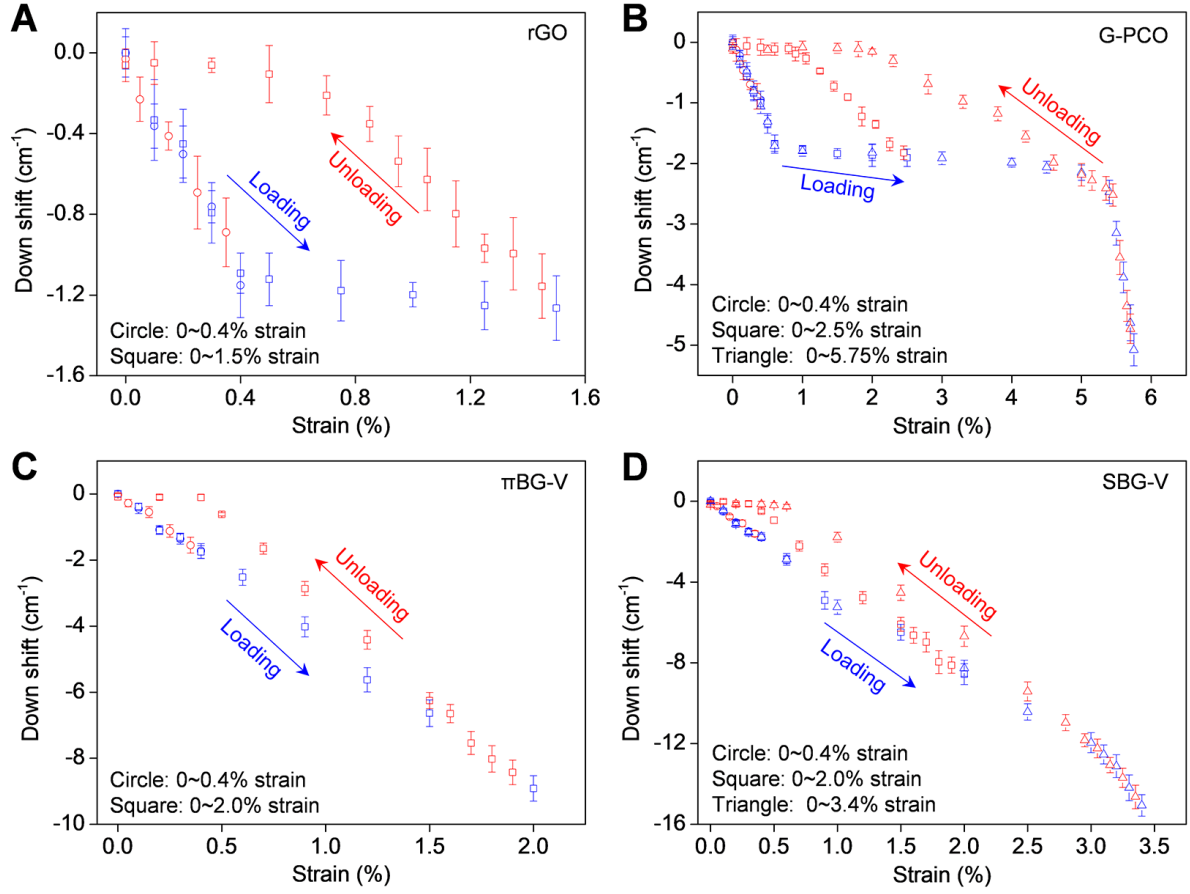 A
rGO
Down shift (cm-1)
0.0
-0.4
-0.8
-1.2
-1.6
Loading
Unloading
Circle: 0~0.4% strain
Square: 0~1.5% strain
0.0 0.4 0.8 1.2 1.6
Strain (%)
B
G-PCO
Down shift (cm-1)
0
-1
-2
-3
-4
-5
Unloading
Loading
Circle: 0~0.4% strain
Square: 0~2.5% strain
Triangle: 0~5.75% strain
0 1 2 3 4 5 6
Strain (%)
C
πBG-V
Down shift (cm-1)
0
-2
-4
-6
-8
-10
Unloading
Loading
Circle: 0~0.4% strain
Square: 0~2.0% strain
0.0 0.5 1.0 1.5 2.0
Strain (%)
D
SBG-V
Down shift (cm-1)
0
-4
-8
-12
-16
Unloading
Loading
Circle: 0~0.4% strain
Square: 0~2.0% strain
Triangle: 0~3.4% strain
0.0 0.5 1.0 1.5 2.0 2.5 3.0 3.5
Strain (%)